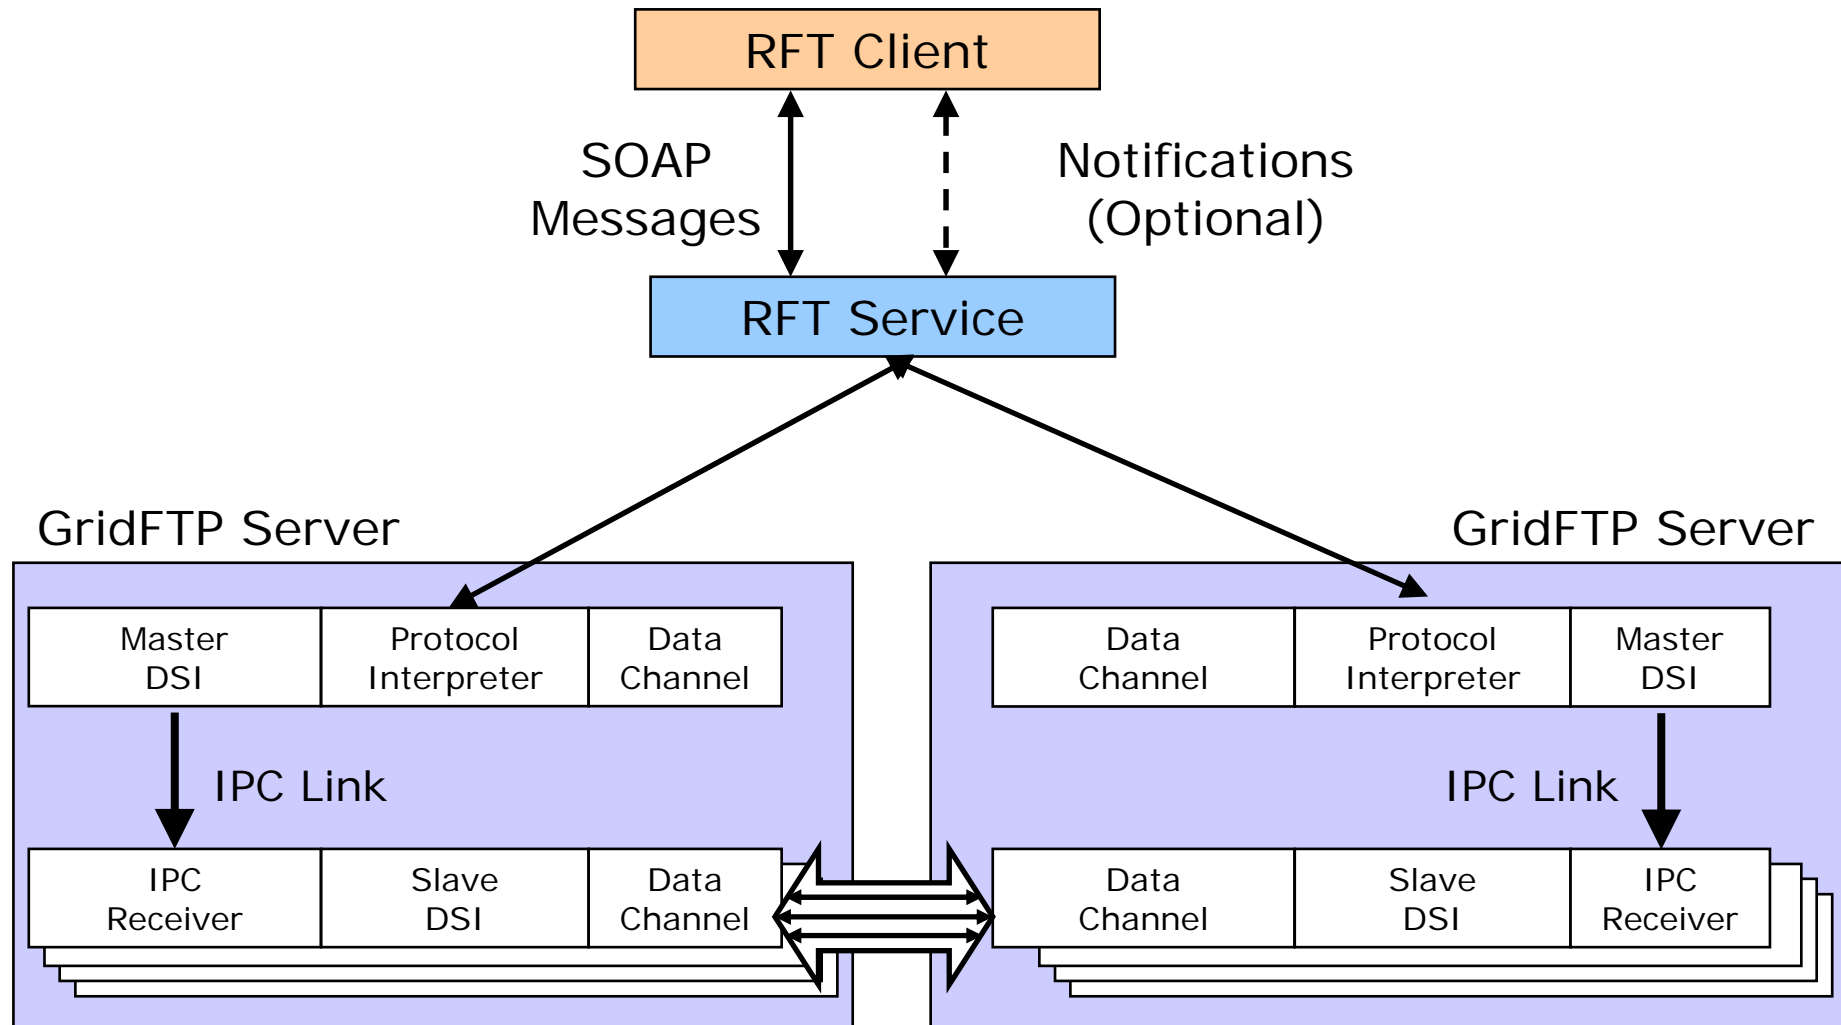 RFT Client
SOAP
Messages
Notifications
(Optional)
RFT Service
GridFTP Server
GridFTP Server
Master
DSI
Protocol
Interpreter
Data
Channel
Data
Channel
Protocol
Interpreter
Master
DSI
IPC Link
IPC Link
IPC
Receiver
Slave
DSI
Data
Channel
Data
Channel
Slave
DSI
IPC
Receiver